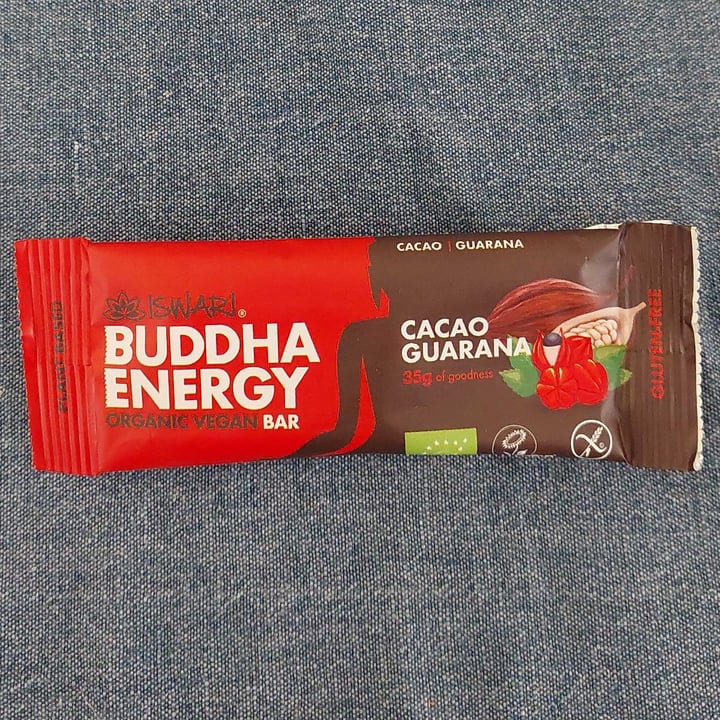 PLANT BASED
ISWARI®
BUDDHA
ENERGY
ORGANIC VEGAN BAR
CACAO | GUARANA
CACAO
GUARANA
35g of goodness
GLUTEN-FREE